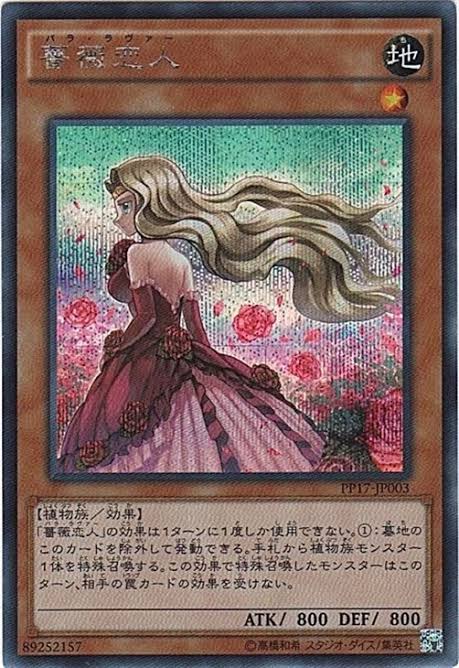 バラ・ラヴァー
薔薇恋人
地
PP17-JP003
[植物族/効果]
「薔薇恋人」の効果は1ターンに1度しか使用できない。①:墓地の
このカードを除外して発動できる。手札から植物族モンスター
1体を特殊召喚する。この効果で特殊召喚したモンスターはこの
ターン、相手の罠カードの効果を受けない。
ATK/ 800 DEF/ 800
89252157
©高橋和希 スタジオ・ダイス/集英社